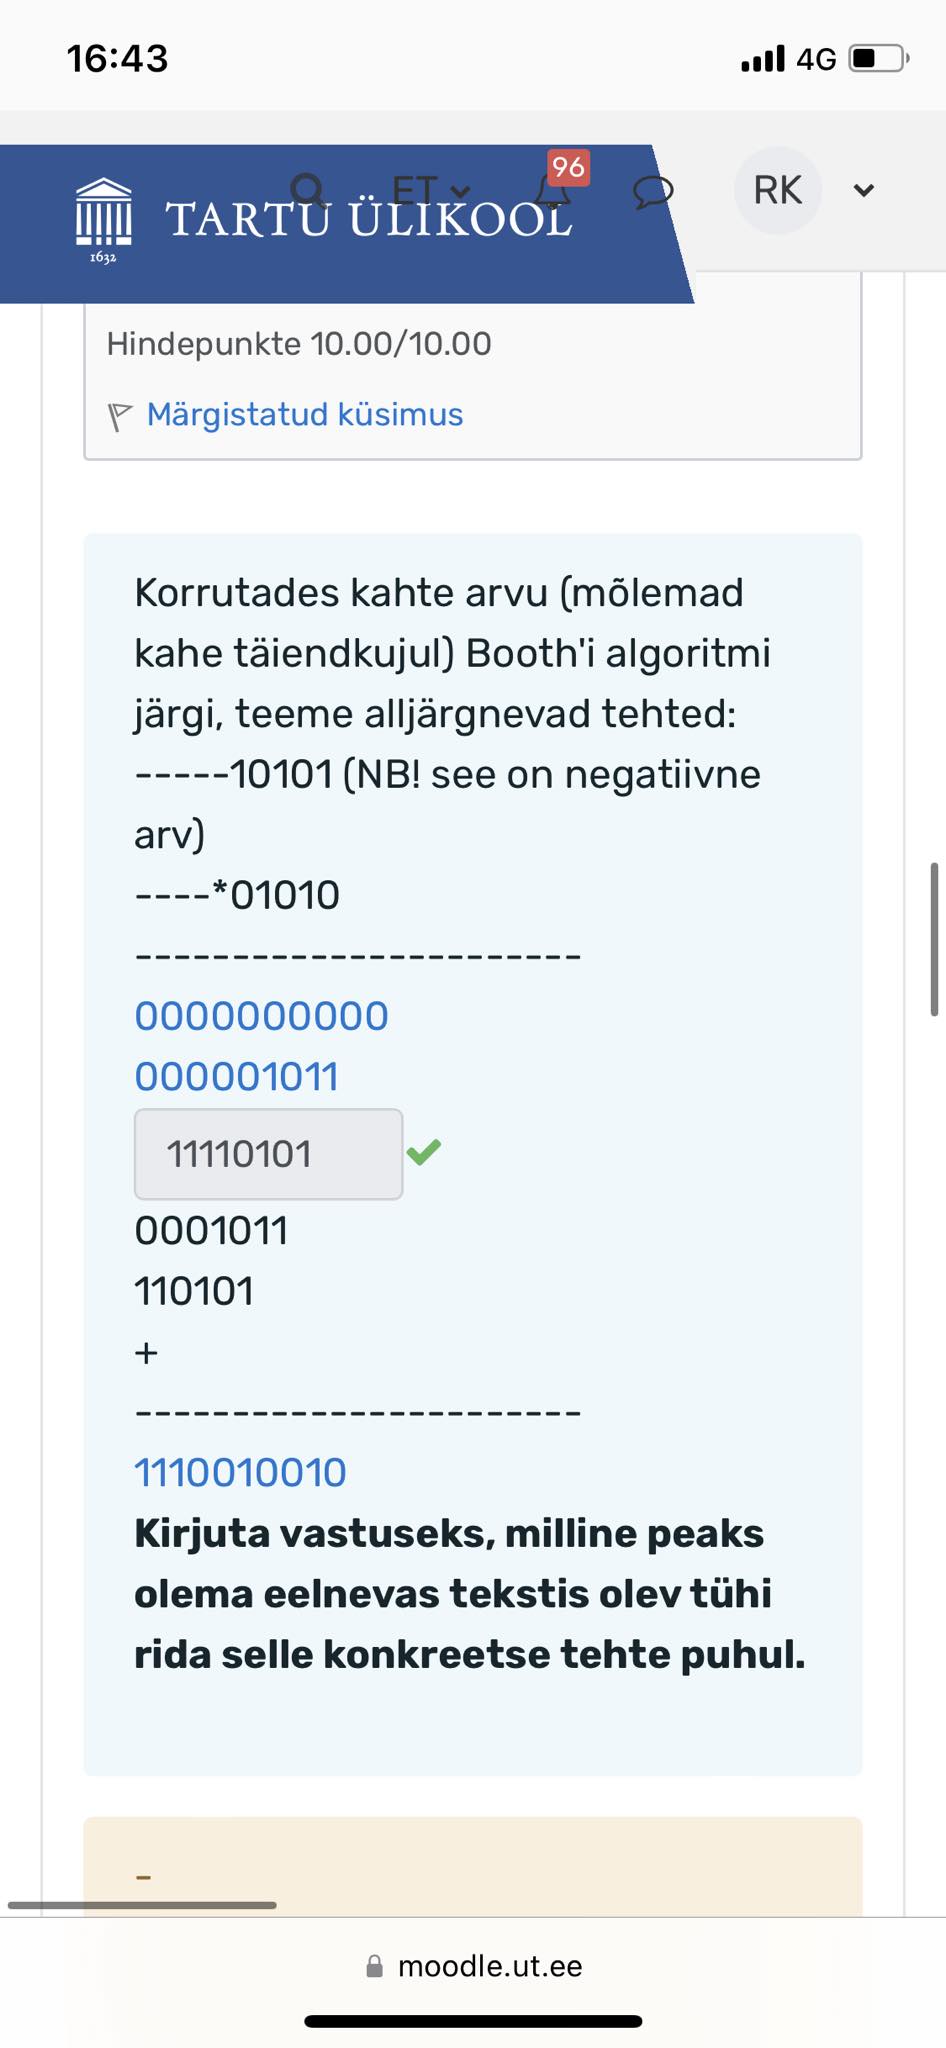 16:43
4G
96
ET
RK
TARTU ÜLIKOOL
1632
Hindepunkte 10.00/10.00
Märgistatud küsimus
Korrutades kahte arvu (mõlemad
kahe täiendkujul) Booth'i algoritmi
järgi, teeme alljärgnevad tehted:
-----10101 (NB! see on negatiivne
arv)
----*01010
-----------------------
0000000000
000001011
11110101
0001011
110101
+
-----------------------
1110010010
Kirjuta vastuseks, milline peaks
olema eelnevas tekstis olev tühi
rida selle konkreetse tehte puhul.
-
moodle.ut.ee